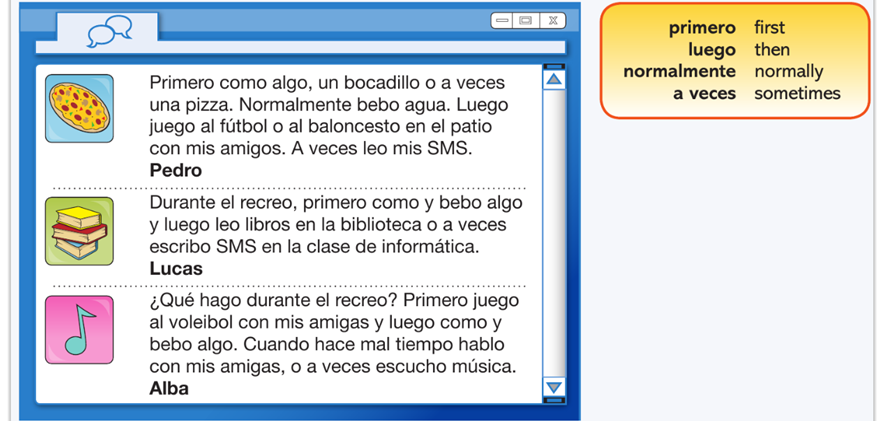 Primero como algo, un bocadillo o a veces
una pizza. Normalmente bebo agua. Luego
juego al fútbol o al baloncesto en el patio
con mis amigos. A veces leo mis SMS.
Pedro
Durante el recreo, primero como y bebo algo
y luego leo libros en la biblioteca o a veces
escribo SMS en la clase de informática.
Lucas
¿Qué hago durante el recreo? Primero juego
al voleibol con mis amigas y luego como y
bebo algo. Cuando hace mal tiempo hablo
con mis amigas, o a veces escucho música.
Alba
primero first
luego then
normalmente normally
a veces sometimes